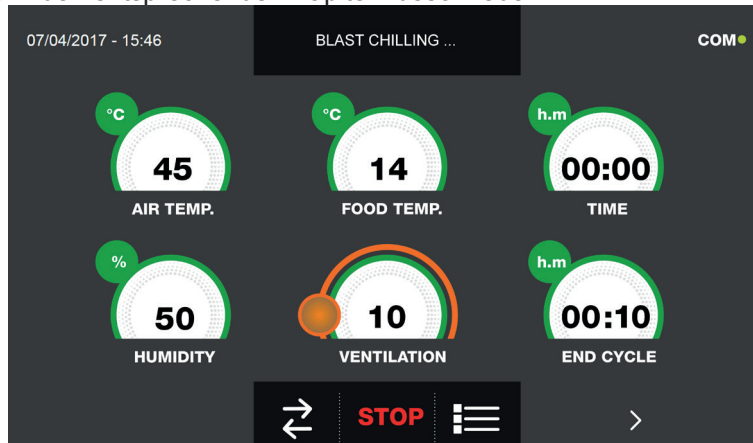 07/04/2017 - 15:46
BLAST CHILLING ...
COM
°C
45
AIR TEMP.
°C
14
FOOD TEMP.
h.m
00:00
TIME
%
50
HUMIDITY
10
VENTILATION
h.m
00:10
END CYCLE
STOP